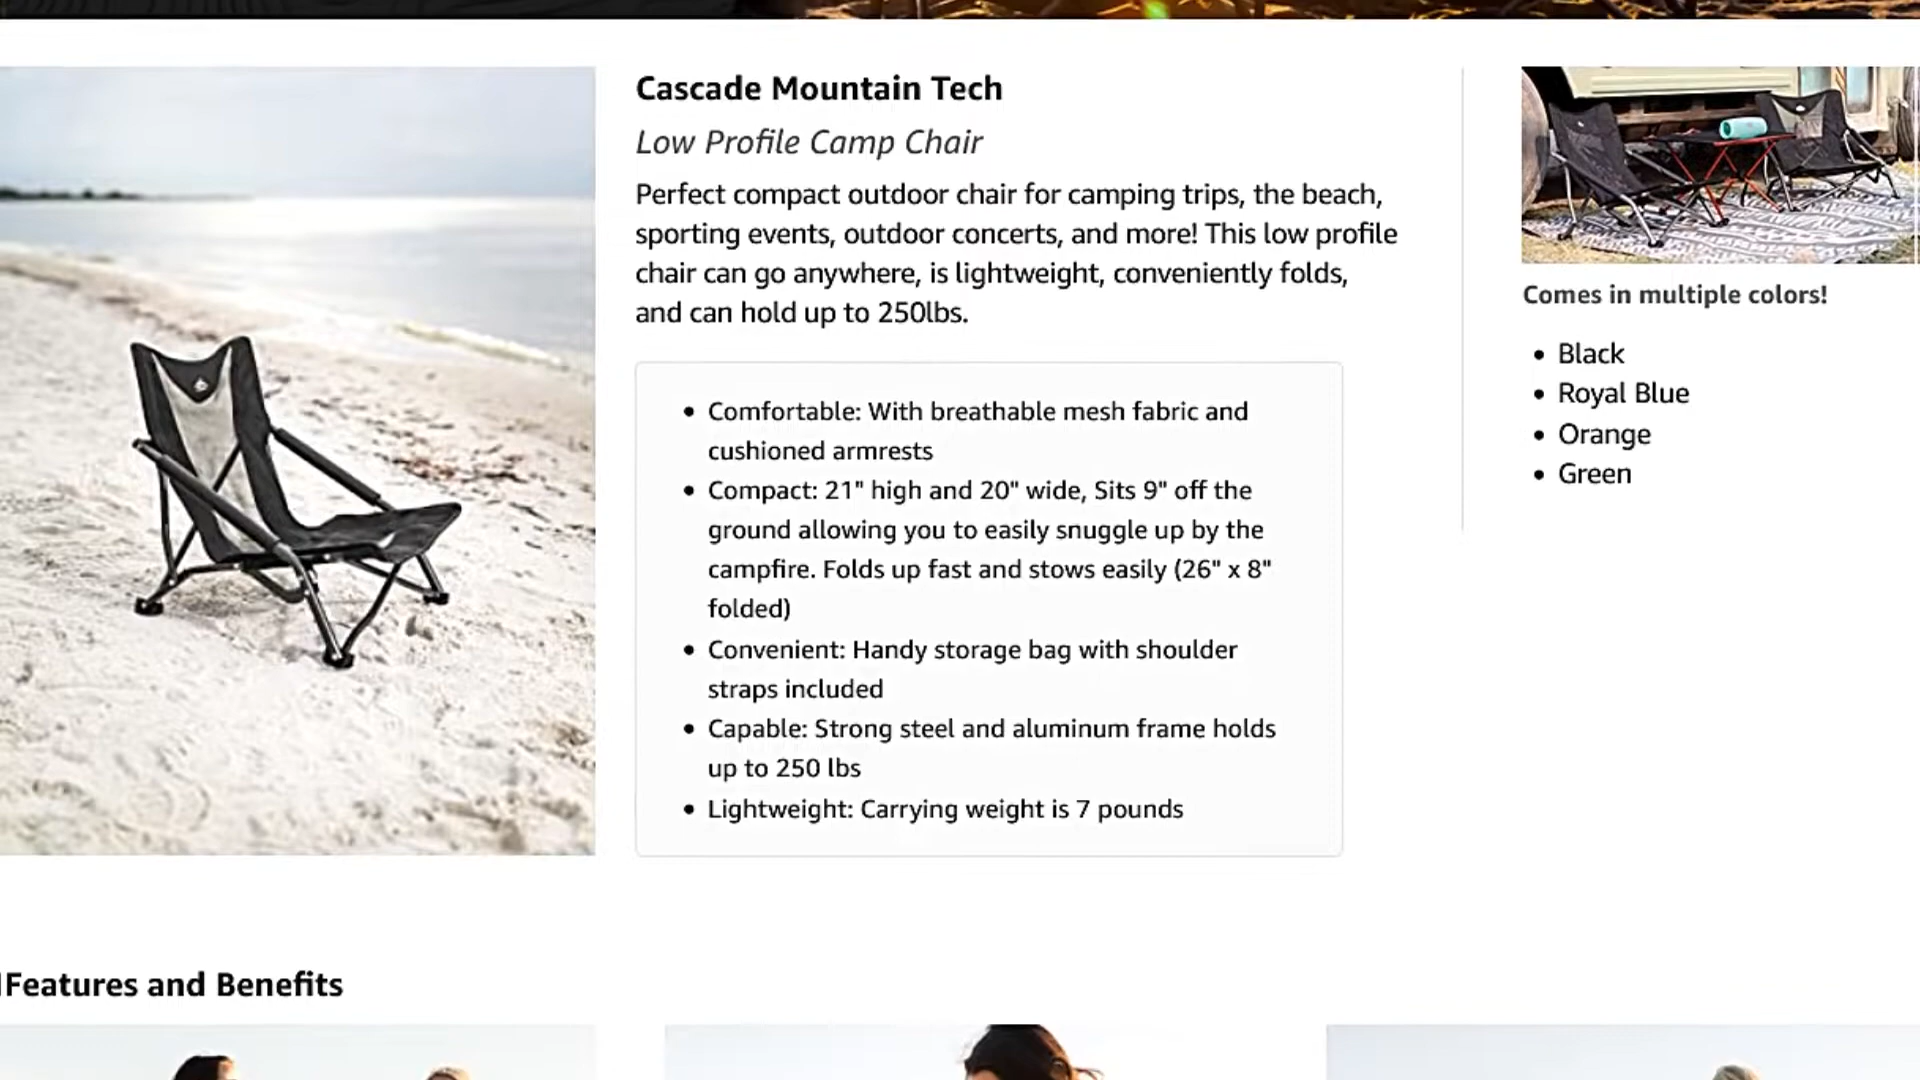 Cascade Mountain Tech
Low Profile Camp Chair
Perfect compact outdoor chair for camping trips, the beach,
sporting events, outdoor concerts, and more! This low profile
chair can go anywhere, is lightweight, conveniently folds,
and can hold up to 250lbs.
• Comfortable: With breathable mesh fabric and
cushioned armrests
• Compact: 21" high and 20" wide, Sits 9" off the
ground allowing you to easily snuggle up by the
campfire. Folds up fast and stows easily (26" x 8"
folded)
• Convenient: Handy storage bag with shoulder
straps included
• Capable: Strong steel and aluminum frame holds
up to 250 lbs
• Lightweight: Carrying weight is 7 pounds
Comes in multiple colors!
• Black
• Royal Blue
• Orange
• Green
Features and Benefits